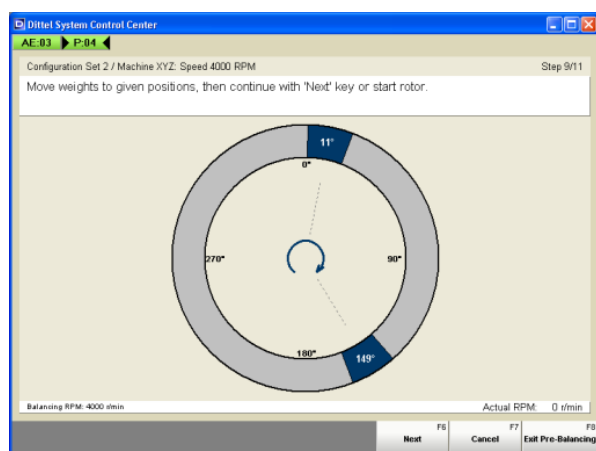 Dittel System Control Center
AE:03 P:04
Configuration Set 2 / Machine XYZ: Speed 4000 RPM Step 9/11
Move weights to given positions, then continue with 'Next' key or start rotor.
11°
0°
270° 90°
180°
149°
Balancing RPM: 4000 r/min Actual RPM: 0 r/min
F6 F7 F8
Next Cancel Exit Pre-Balancing